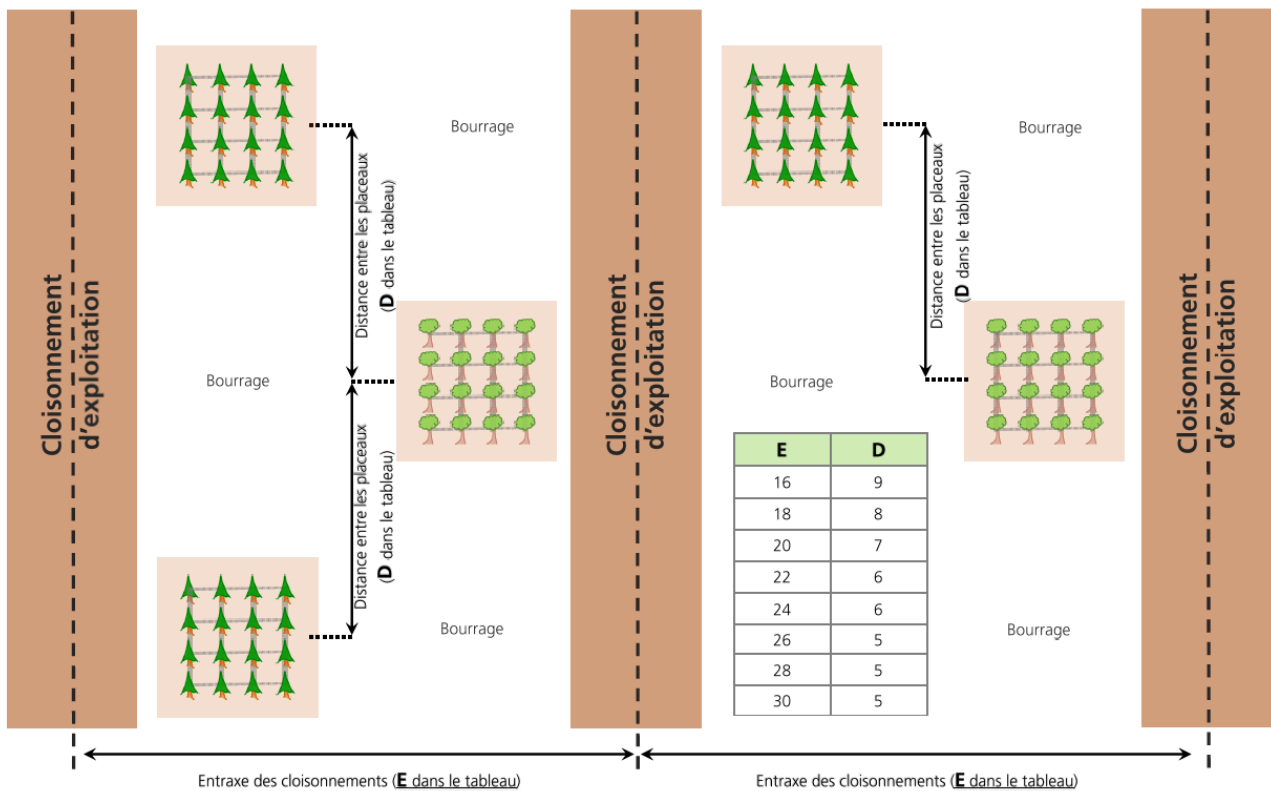 Bourrage
Bourrage
Distance entre les placeaux
(D dans le tableau)
Distance entre les placeaux
(D dans le tableau)
Cloisonnement
d'exploitation
Cloisonnement
d'exploitation
Cloisonnement
d'exploitation
Bourrage
Bourrage
Distance entre les placeaux
(D dans le tableau)
E D
16 9
18 8
20 7
22 6
24 6
26 5
28 5
30 5
Bourrage
Bourrage
Entraxe des cloisonnements (E dans le tableau)
Entraxe des cloisonnements (E dans le tableau)